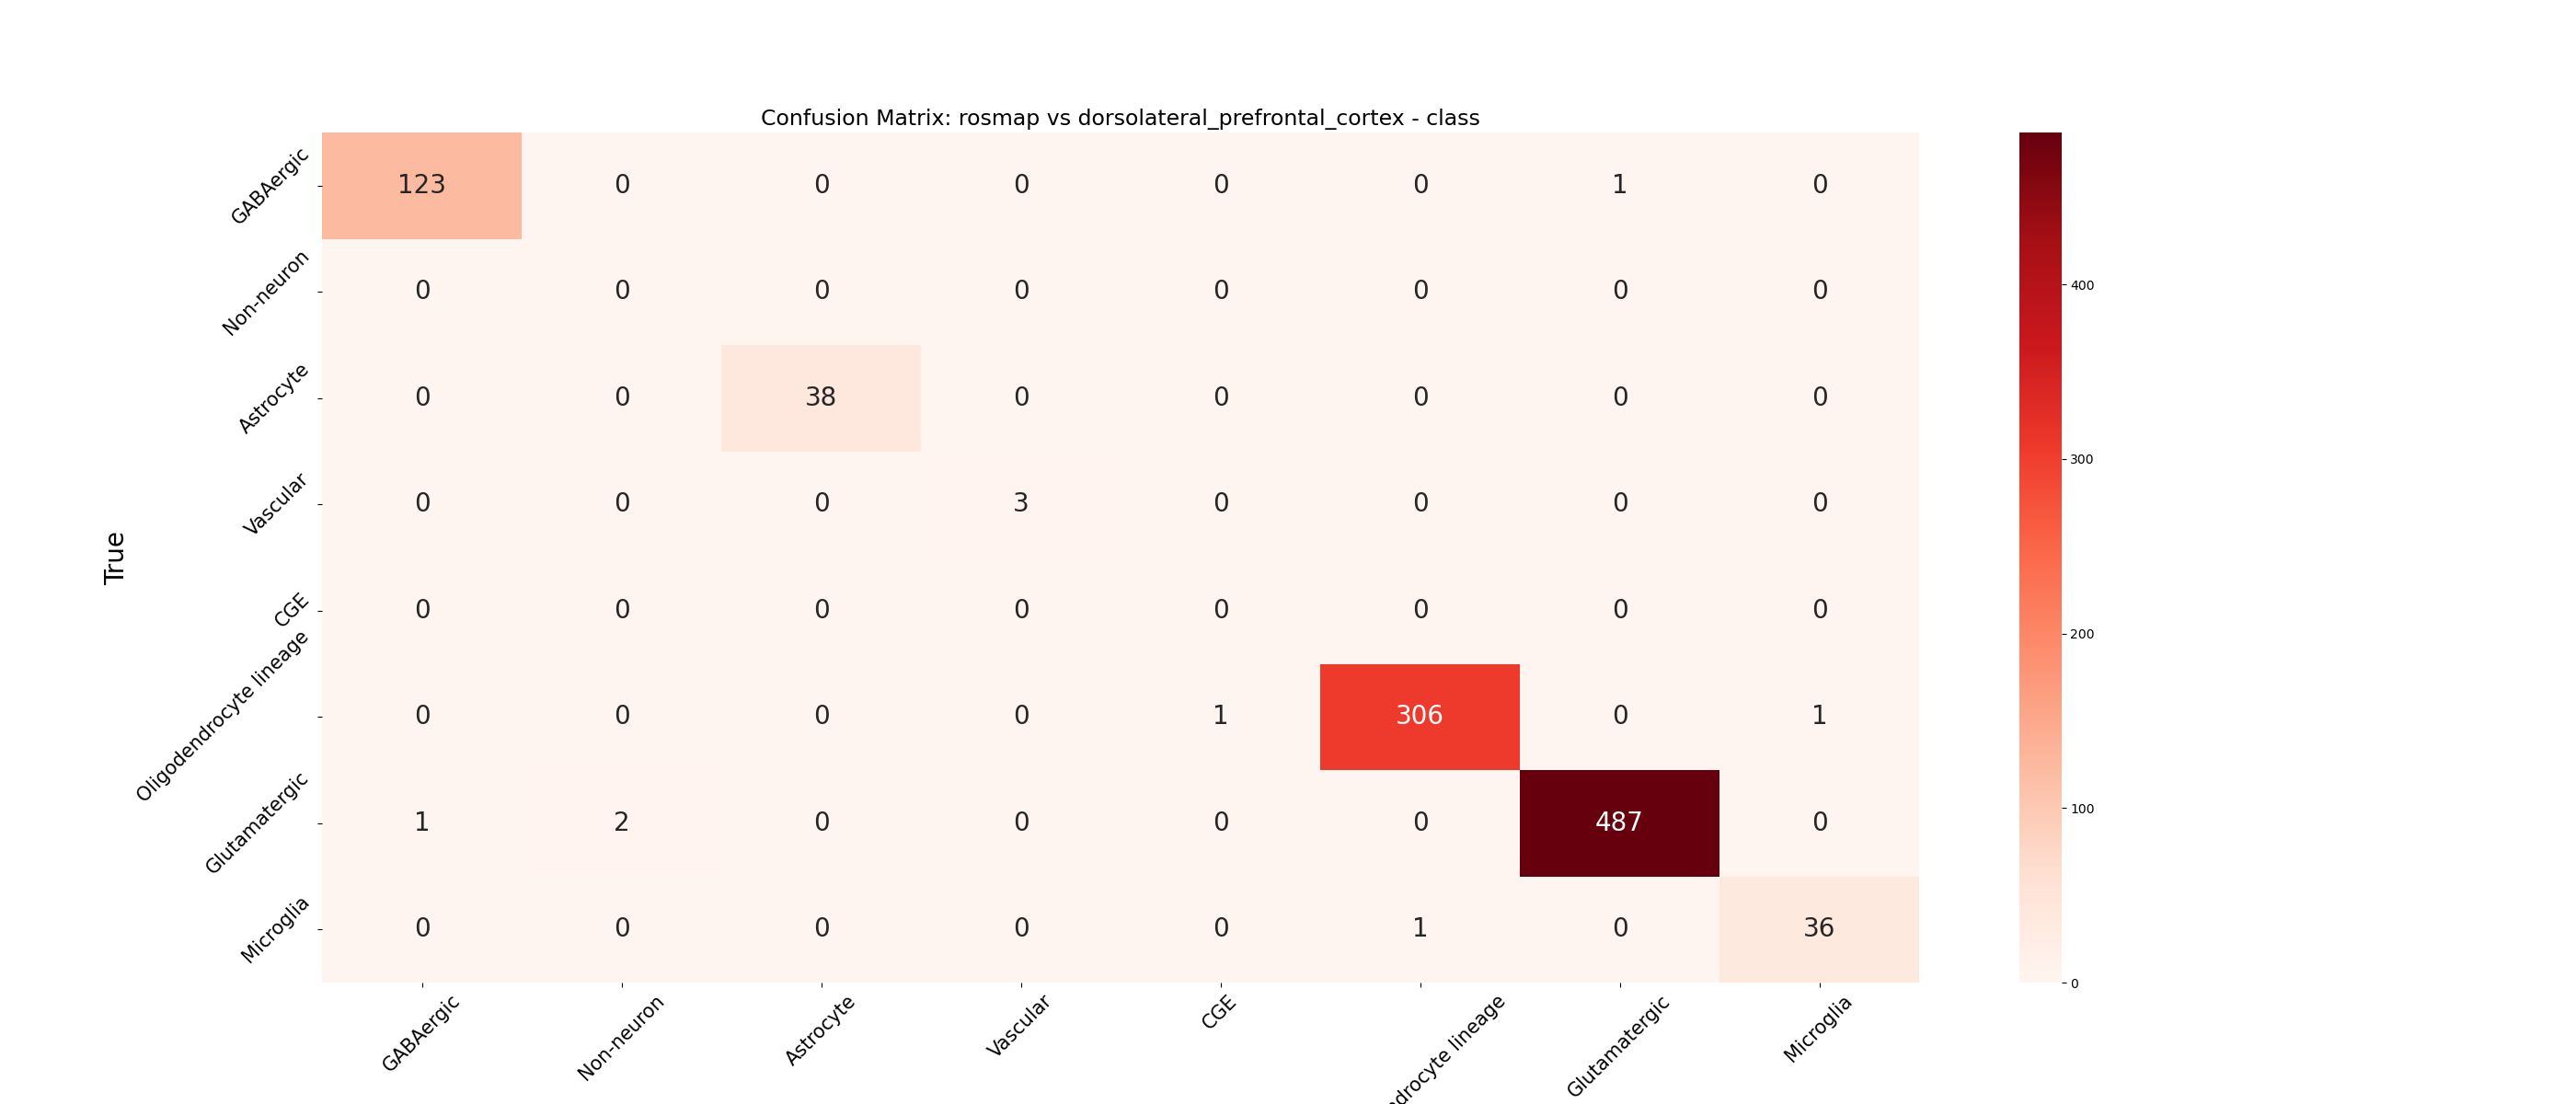 Confusion Matrix: rosmap vs dorsolateral_prefrontal_cortex - class
True
GABAergic 123 0 0 0 0 0 1 0
Non-neuron 0 0 0 0 0 0 0 0
Astrocyte 0 0 38 0 0 0 0 0
Vascular 0 0 0 3 0 0 0 0
CGE 0 0 0 0 0 0 0 0
Oligodendrocyte lineage 0 0 0 0 1 306 0 1
Glutamatergic 1 2 0 0 0 0 487 0
Microglia 0 0 0 0 0 1 0 36
GABAergic Non-neuron Astrocyte Vascular CGE drocyte lineage Glutamatergic Microglia
400
300
200
100
0